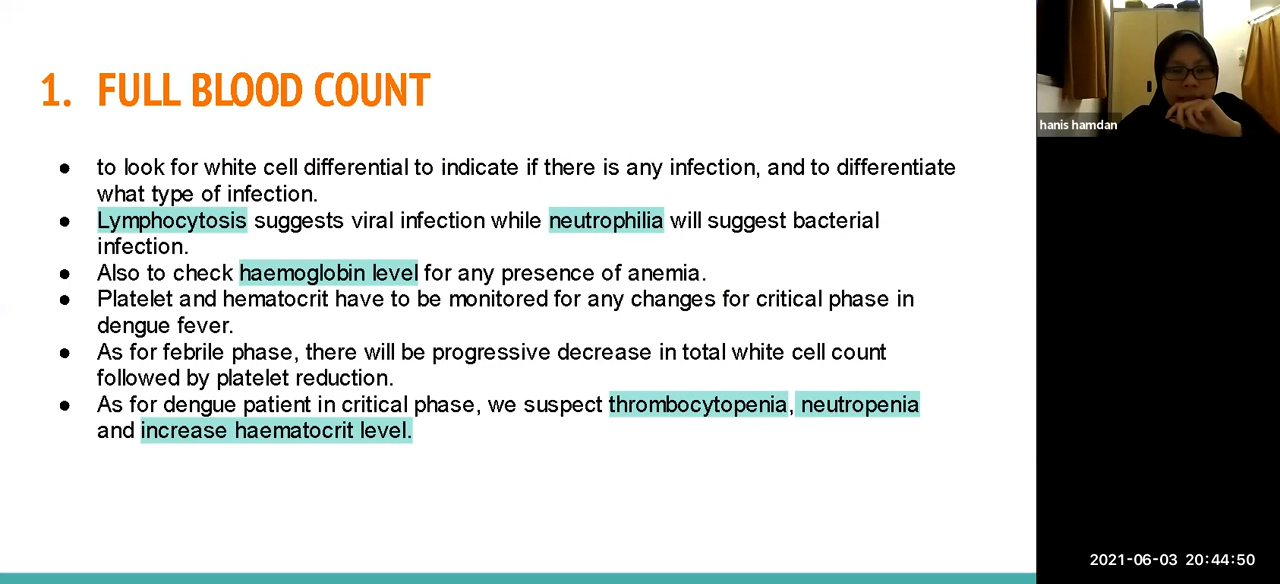 1. FULL BLOOD COUNT
● to look for white cell differential to indicate if there is any infection, and to differentiate
what type of infection.
● Lymphocytosis suggests viral infection while neutrophilia will suggest bacterial
infection.
● Also to check haemoglobin level for any presence of anemia.
● Platelet and hematocrit have to be monitored for any changes for critical phase in
dengue fever.
● As for febrile phase, there will be progressive decrease in total white cell count
followed by platelet reduction.
● As for dengue patient in critical phase, we suspect thrombocytopenia, neutropenia
and increase haematocrit level.
hanis hamdan
2021-06-03 20:44:50